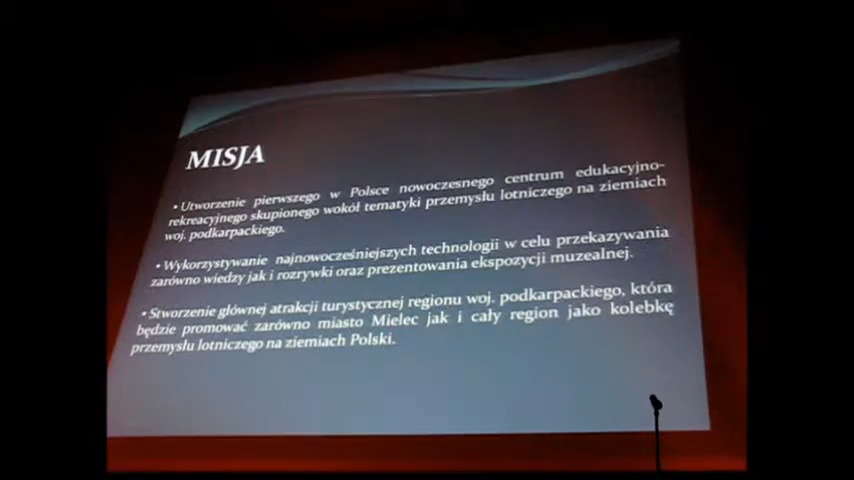 MISJA
• Utworzenie pierwszego w Polsce nowoczesnego centrum edukacyjno-
rekreacyjnego skupionego wokół tematyki przemysłu lotniczego na ziemiach
woj. podkarpackiego.
• Wykorzystywanie najnowocześniejszych technologii w celu przekazywania
zarówno wiedzy jak i rozrywki oraz prezentowania ekspozycji muzealnej.
• Stworzenie głównej atrakcji turystycznej regionu woj. podkarpackiego, która
będzie promować zarówno miasto Mielec jak i cały region jako kolebkę
przemysłu lotniczego na ziemiach Polski.